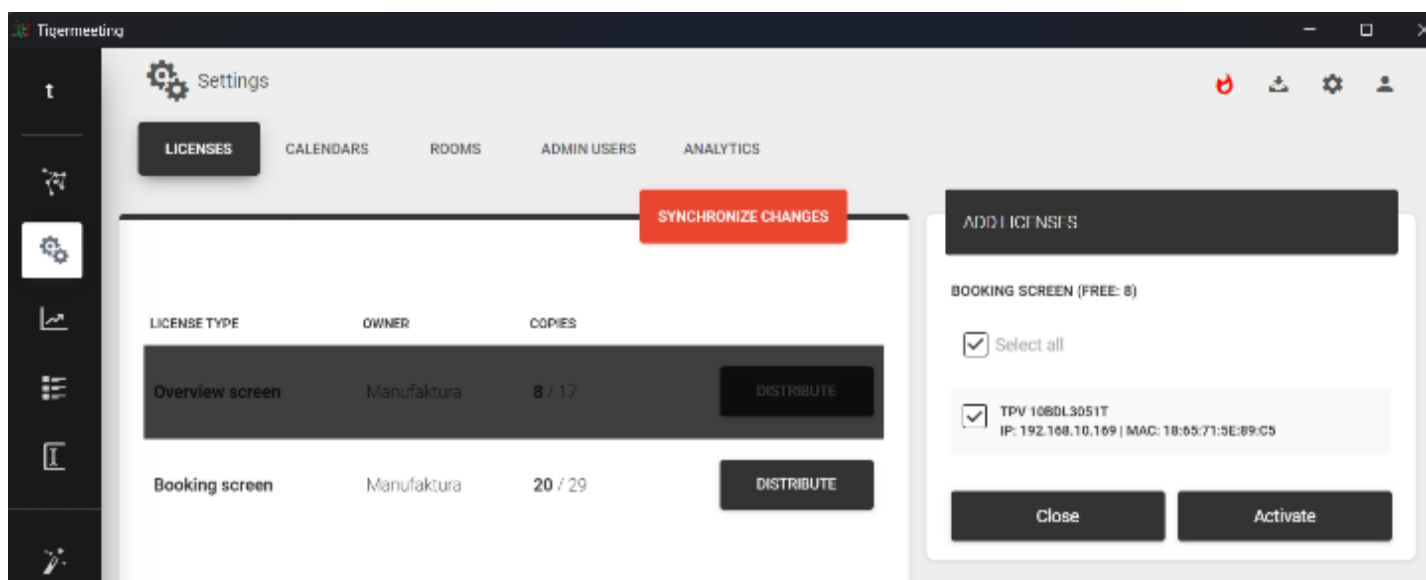 Tigermeeting
t
Settings
LICENSES CALENDARS ROOMS ADMIN USERS ANALYTICS
SYNCHRONIZE CHANGES
LICENSE TYPE OWNER COPIES
Overview screen Manufaktura 8 / 17 DISTRIBUTE
Booking screen Manufaktura 20 / 29 DISTRIBUTE
ADD LICENSES
BOOKING SCREEN (FREE: 8)
Select all
TPV 10BDL3051T
IP: 192.168.10.169 | MAC: 18:65:71:5E:89:C5
Close Activate